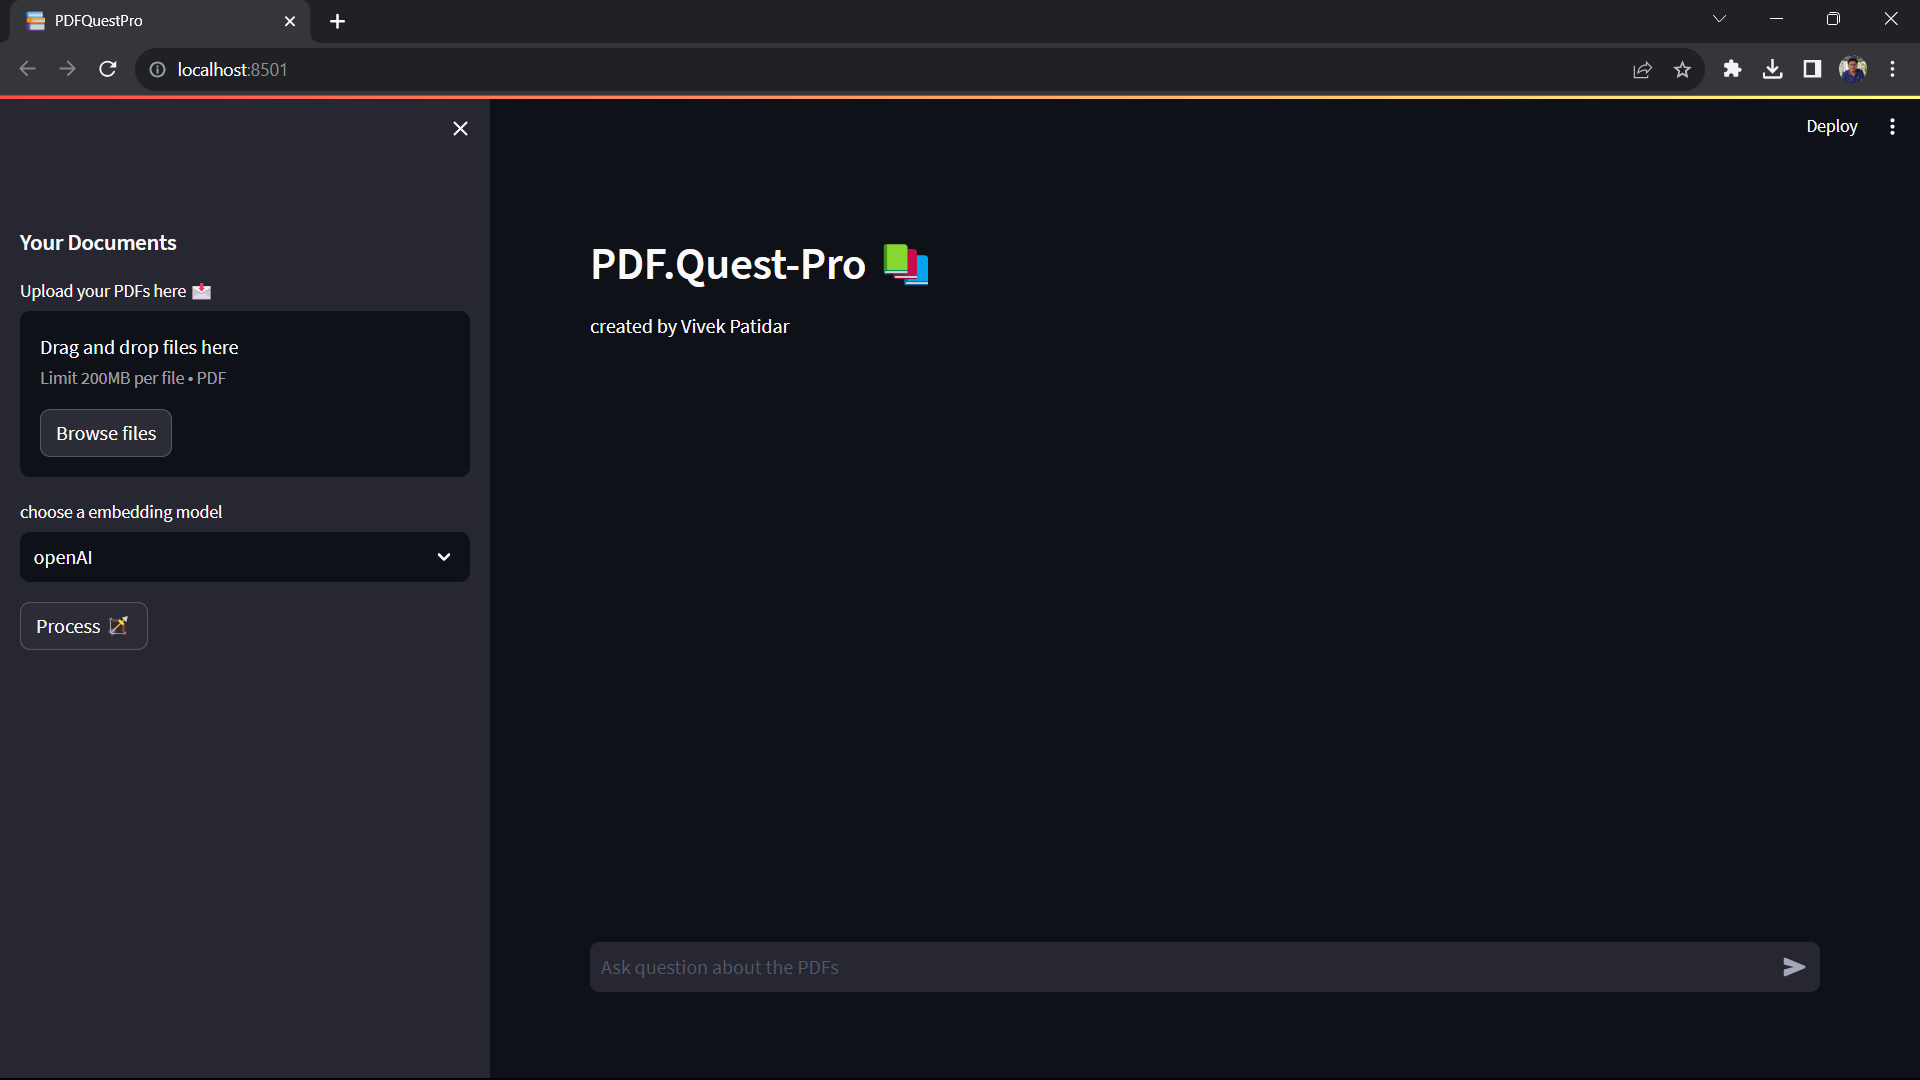 PDFQuestPro
localhost:8501
Deploy
Your Documents
Upload your PDFs here
Drag and drop files here
Limit 200MB per file • PDF
Browse files
choose a embedding model
openAI
Process
PDF.Quest-Pro
created by Vivek Patidar
Ask question about the PDFs